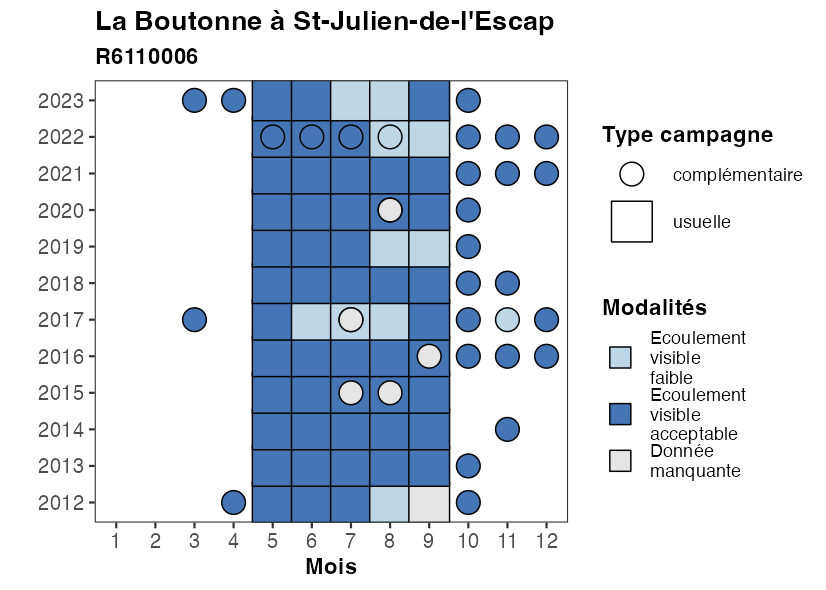 La Boutonne à St-Julien-de-l'Escap
R6110006
2023
2022
2021
2020
2019
2018
2017
2016
2015
2014
2013
2012
1 2 3 4 5 6 7 8 9 10 11 12
Mois
Type campagne
complémentaire
usuelle
Modalités
Ecoulement
visible
faible
Ecoulement
visible
acceptable
Donnée
manquante